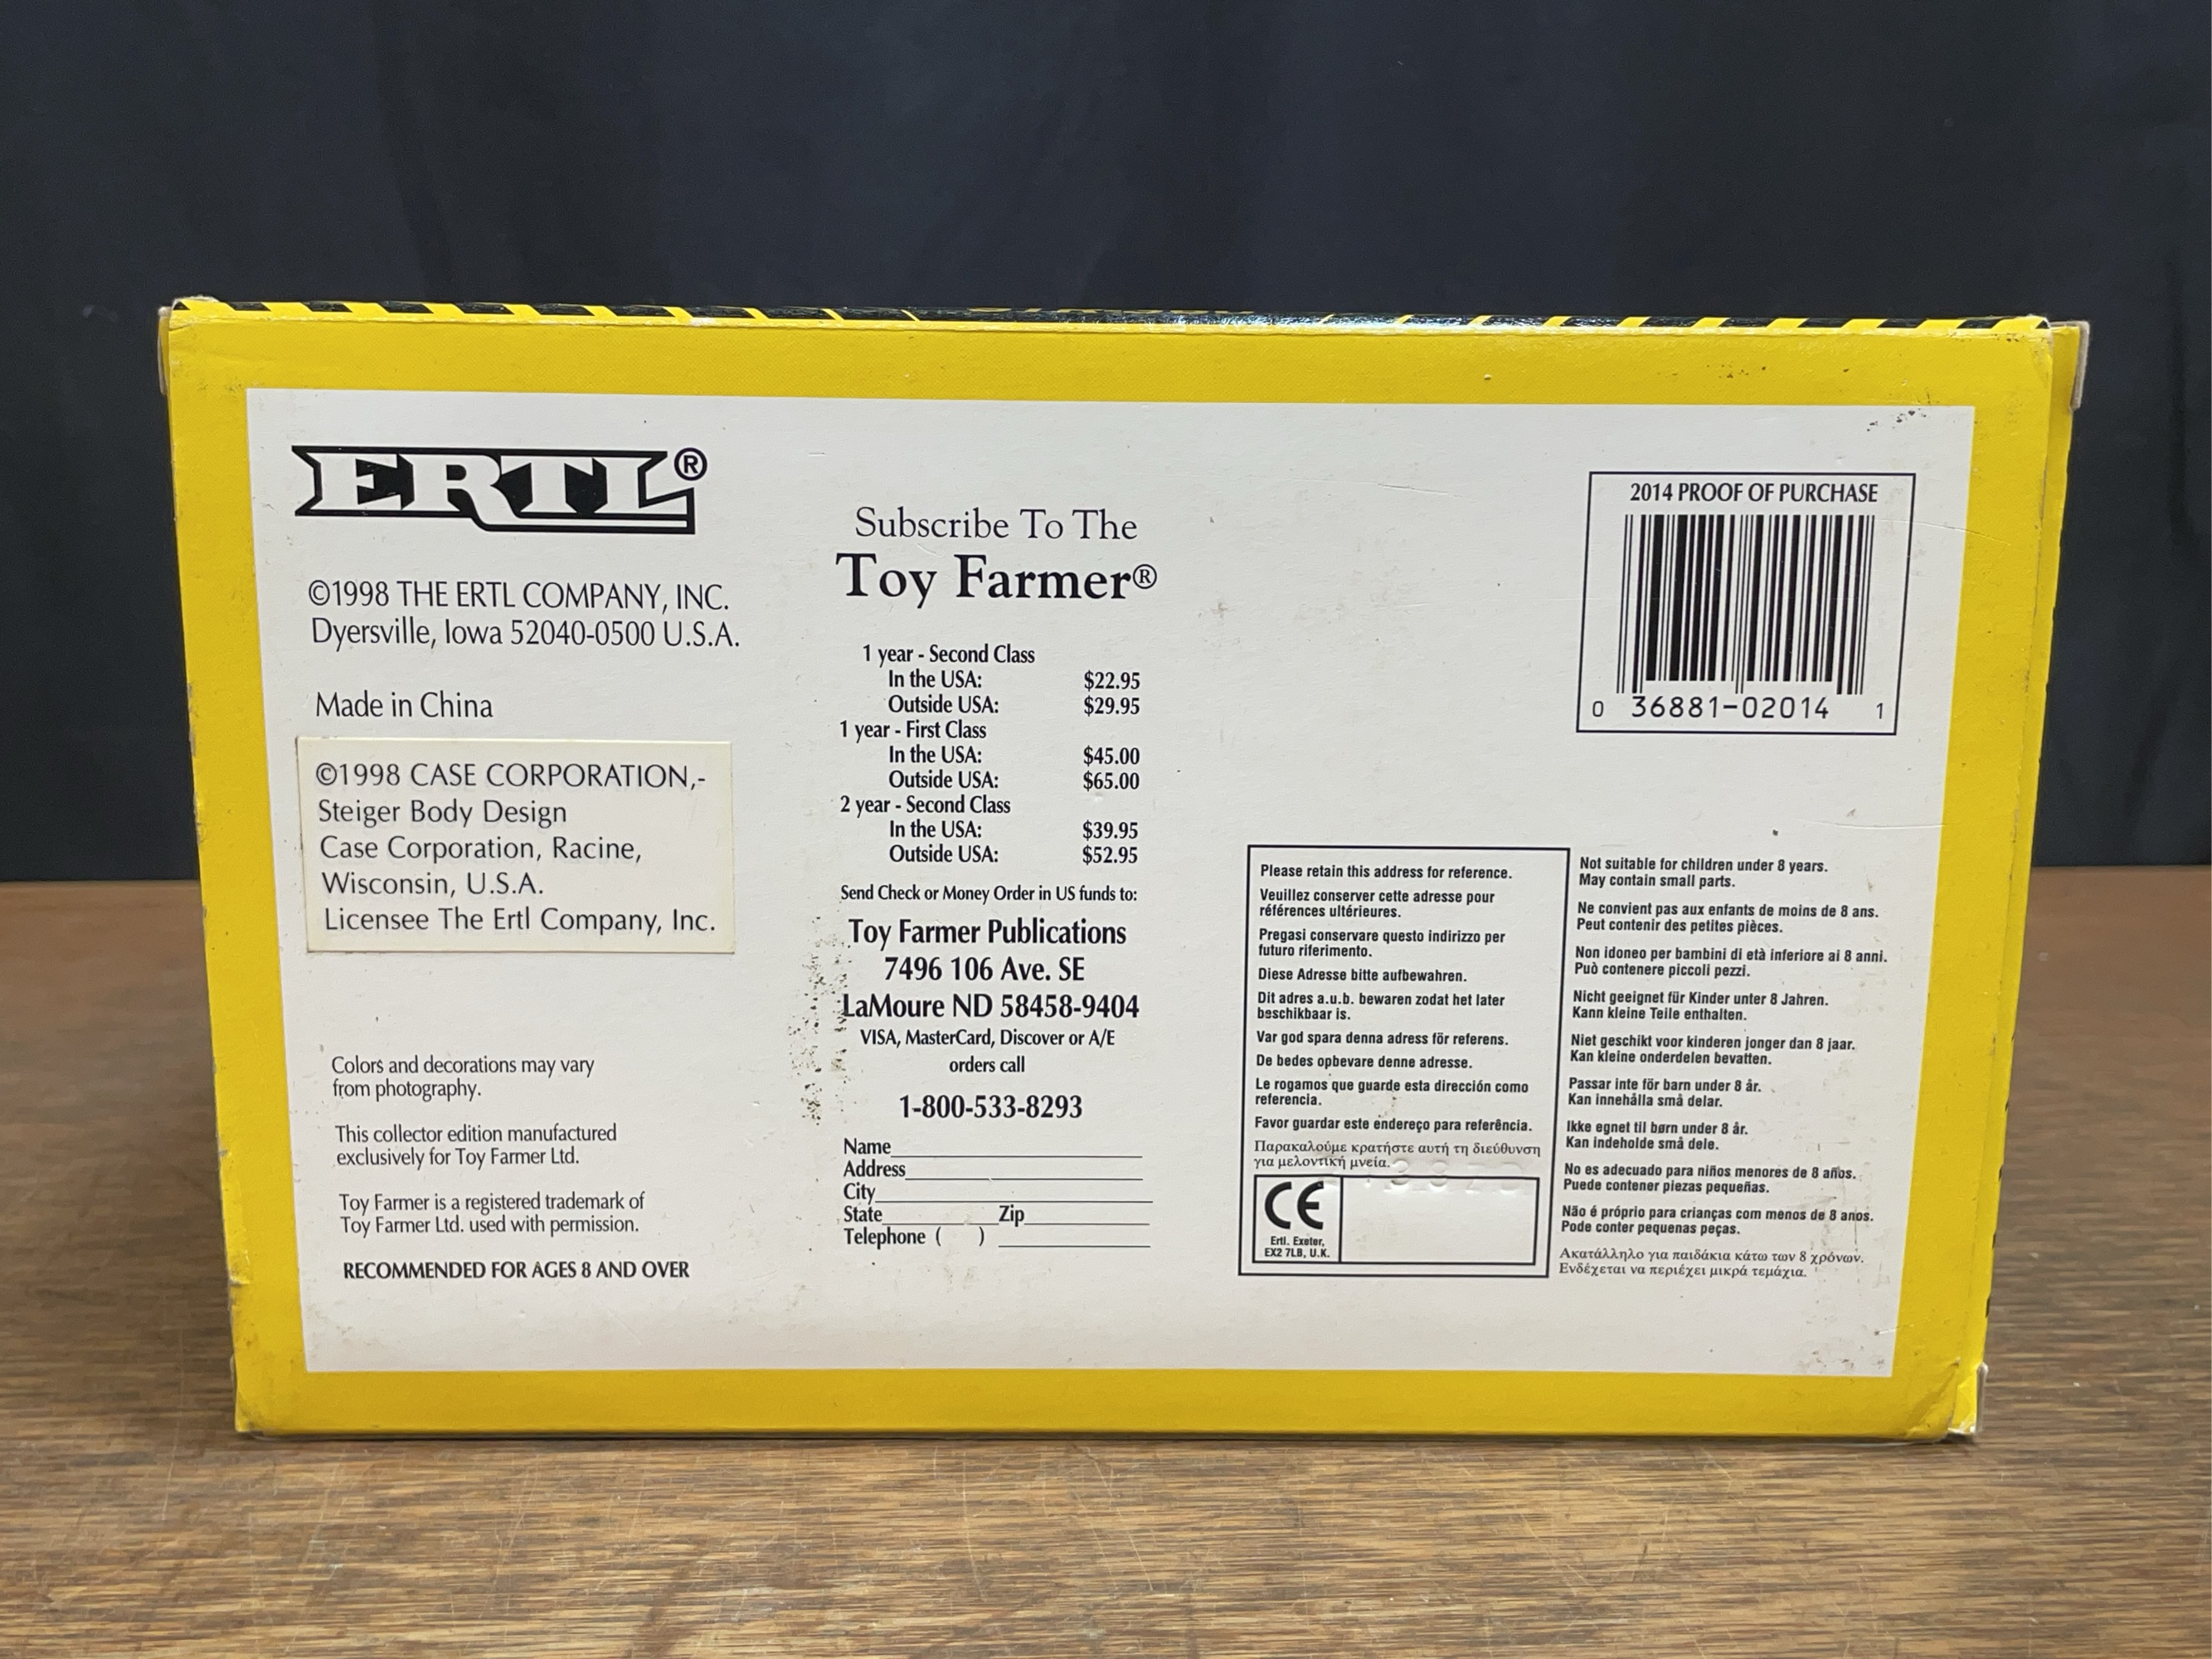 ERTL®
©1998 THE ERTL COMPANY, INC.
Dyersville, Iowa 52040-0500 U.S.A.
Made in China
©1998 CASE CORPORATION,-
Steiger Body Design
Case Corporation, Racine,
Wisconsin, U.S.A.
Licensee The Ertl Company, Inc.
Colors and decorations may vary
from photography.
This collector edition manufactured
exclusively for Toy Farmer Ltd.
Toy Farmer is a registered trademark of
Toy Farmer Ltd. used with permission.
RECOMMENDED FOR AGES 8 AND OVER
Subscribe To The
Toy Farmer®
1 year - Second Class
In the USA: $22.95
Outside USA: $29.95
1 year - First Class
In the USA: $45.00
Outside USA: $65.00
2 year - Second Class
In the USA: $39.95
Outside USA: $52.95
Send Check or Money Order in US funds to:
Toy Farmer Publications
7496 106 Ave. SE
LaMoure ND 58458-9404
VISA, MasterCard, Discover or A/E
orders call
1-800-533-8293
Name
Address
City
State Zip
Telephone ( )
2014 PROOF OF PURCHASE
0 36881-02014 1
Please retain this address for reference.
Veuillez conserver cette adresse pour
références ultérieures.
Pregasi conservare questo indirizzo per
futuro riferimento.
Diese Adresse bitte aufbewahren.
Dit adres a.u.b. bewaren zodat het later
beschikbaar is.
Var god spara denna adress för referens.
De bedes opbevare denne adresse.
Le rogamos que guarde esta dirección como
referencia.
Favor guardar este endereço para referência.
Παρακαλούμε κρατήστε αυτή τη διεύθυνση
για μελοντική μνεία.
CE
Ertl. Exeter,
EX2 7LB, U.K.
Not suitable for children under 8 years.
May contain small parts.
Ne convient pas aux enfants de moins de 8 ans.
Peut contenir des petites pièces.
Non idoneo per bambini di età inferiore ai 8 anni.
Può contenere piccoli pezzi.
Nicht geeignet für Kinder unter 8 Jahren.
Kann kleine Teile enthalten.
Niet geschikt voor kinderen jonger dan 8 jaar.
Kan kleine onderdelen bevatten.
Passar inte för barn under 8 år.
Kan innehålla små delar.
Ikke egnet til børn under 8 år.
Kan indeholde små dele.
No es adecuado para niños menores de 8 años.
Puede contener piezas pequeñas.
Não é próprio para crianças com menos de 8 anos.
Pode conter pequenas peças.
Ακατάλληλο για παιδάκια κάτω των 8 χρόνων.
Ενδέχεται να περιέχει μικρά τεμάχια.